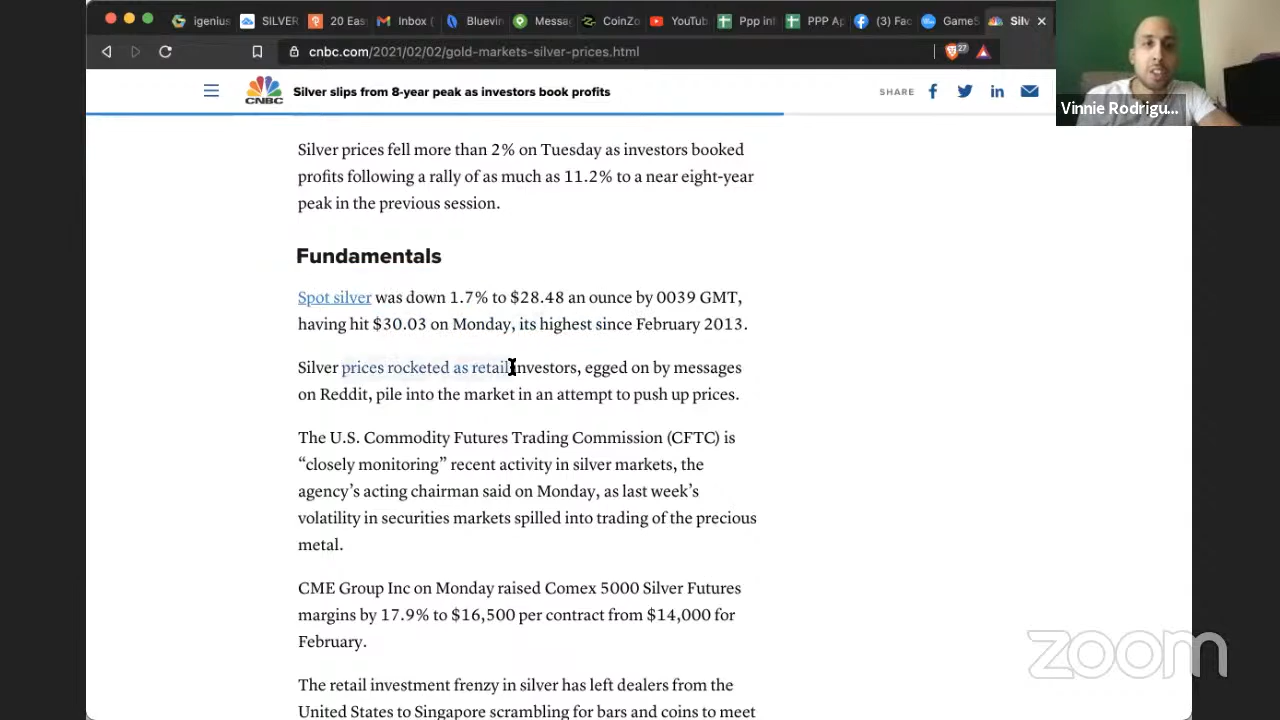 igenius
SILVER
20 Eas
Inbox (
Bluevin
Messa
CoinZo
YouTub
Ppp inf
PPP Ap
(3) Fac
GameS
Silv
cnbc.com/2021/02/02/gold-markets-silver-prices.html
27
CNBC
Silver slips from 8-year peak as investors book profits
SHARE
Vinnie Rodrigu...
Silver prices fell more than 2% on Tuesday as investors booked
profits following a rally of as much as 11.2% to a near eight-year
peak in the previous session.
Fundamentals
Spot silver was down 1.7% to $28.48 an ounce by 0039 GMT,
having hit $30.03 on Monday, its highest since February 2013.
Silver prices rocketed as retail investors, egged on by messages
on Reddit, pile into the market in an attempt to push up prices.
The U.S. Commodity Futures Trading Commission (CFTC) is
“closely monitoring” recent activity in silver markets, the
agency’s acting chairman said on Monday, as last week’s
volatility in securities markets spilled into trading of the precious
metal.
CME Group Inc on Monday raised Comex 5000 Silver Futures
margins by 17.9% to $16,500 per contract from $14,000 for
February.
The retail investment frenzy in silver has left dealers from the
United States to Singapore scrambling for bars and coins to meet
zoom